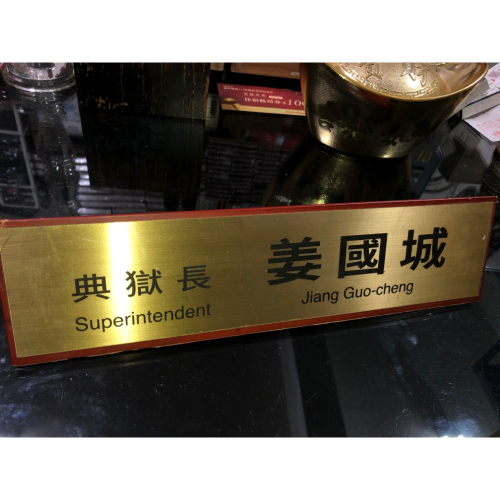 典獄長
Superintendent
姜國城
Jiang Guo-cheng